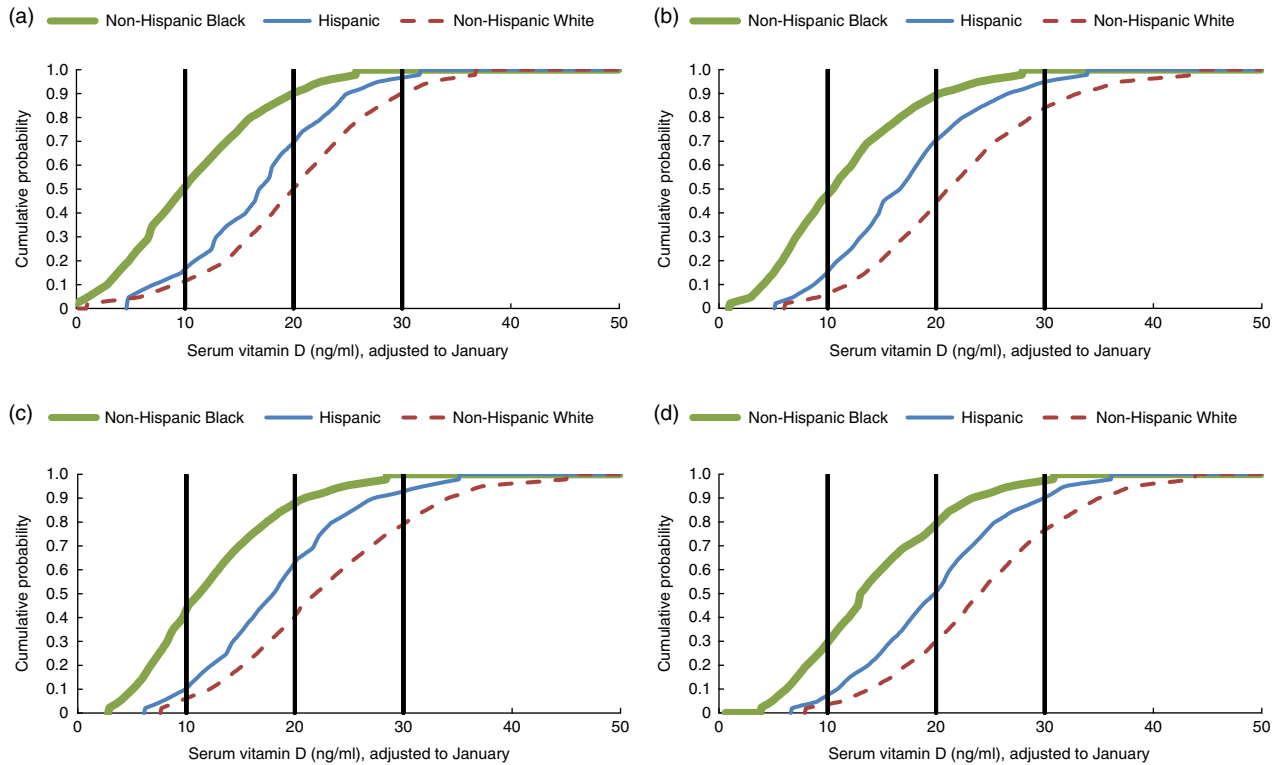 (a) Non-Hispanic Black Hispanic Non-Hispanic White
Cumulative probability
1.0
0.9
0.8
0.7
0.6
0.5
0.4
0.3
0.2
0.1
0
0 10 20 30 40 50
Serum vitamin D (ng/ml), adjusted to January
(b) Non-Hispanic Black Hispanic Non-Hispanic White
Cumulative probability
1.0
0.9
0.8
0.7
0.6
0.5
0.4
0.3
0.2
0.1
0
0 10 20 30 40 50
Serum vitamin D (ng/ml), adjusted to January
(c) Non-Hispanic Black Hispanic Non-Hispanic White
Cumulative probability
1.0
0.9
0.8
0.7
0.6
0.5
0.4
0.3
0.2
0.1
0
0 10 20 30 40 50
Serum vitamin D (ng/ml), adjusted to January
(d) Non-Hispanic Black Hispanic Non-Hispanic White
Cumulative probability
1.0
0.9
0.8
0.7
0.6
0.5
0.4
0.3
0.2
0.1
0
0 10 20 30 40 50
Serum vitamin D (ng/ml), adjusted to January